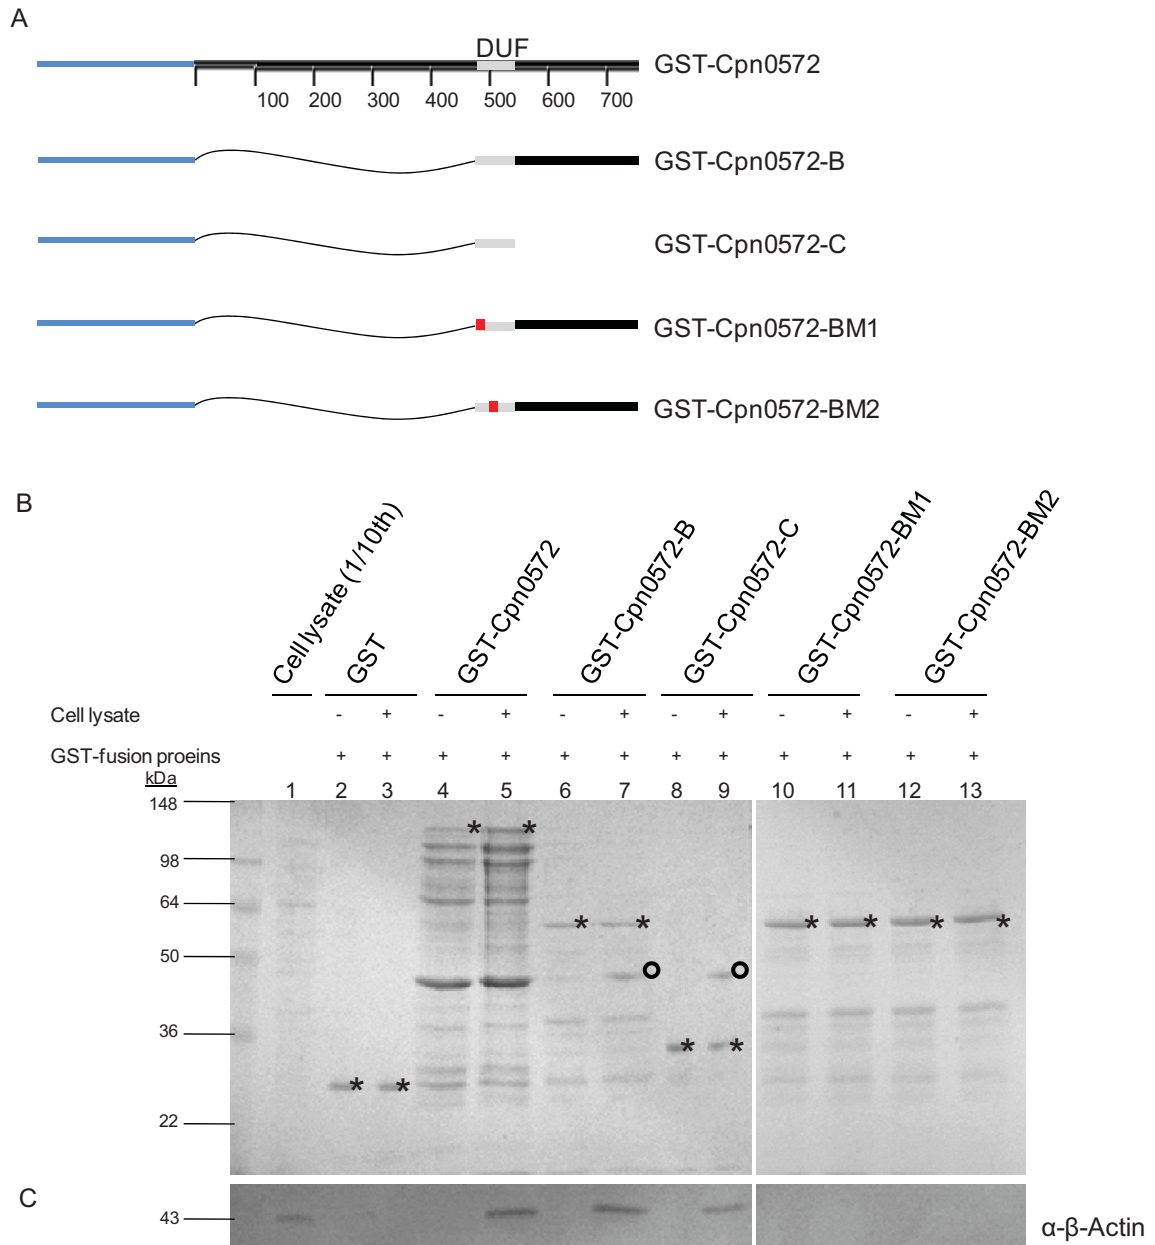 A
DUF
GST-Cpn0572
100 200 300 400 500 600 700
GST-Cpn0572-B
GST-Cpn0572-C
GST-Cpn0572-BM1
GST-Cpn0572-BM2
B
Cell lysate (1/10th)
GST
GST-Cpn0572
GST-Cpn0572-B
GST-Cpn0572-C
GST-Cpn0572-BM1
GST-Cpn0572-BM2
Cell lysate - + - + - + - + - + - +
GST-fusion proeins + + + + + + + + + + + +
kDa
1 2 3 4 5 6 7 8 9 10 11 12 13
148
* *
98
64
* * * * * *
50
36
* *
* *
22
C
43
α-β-Actin